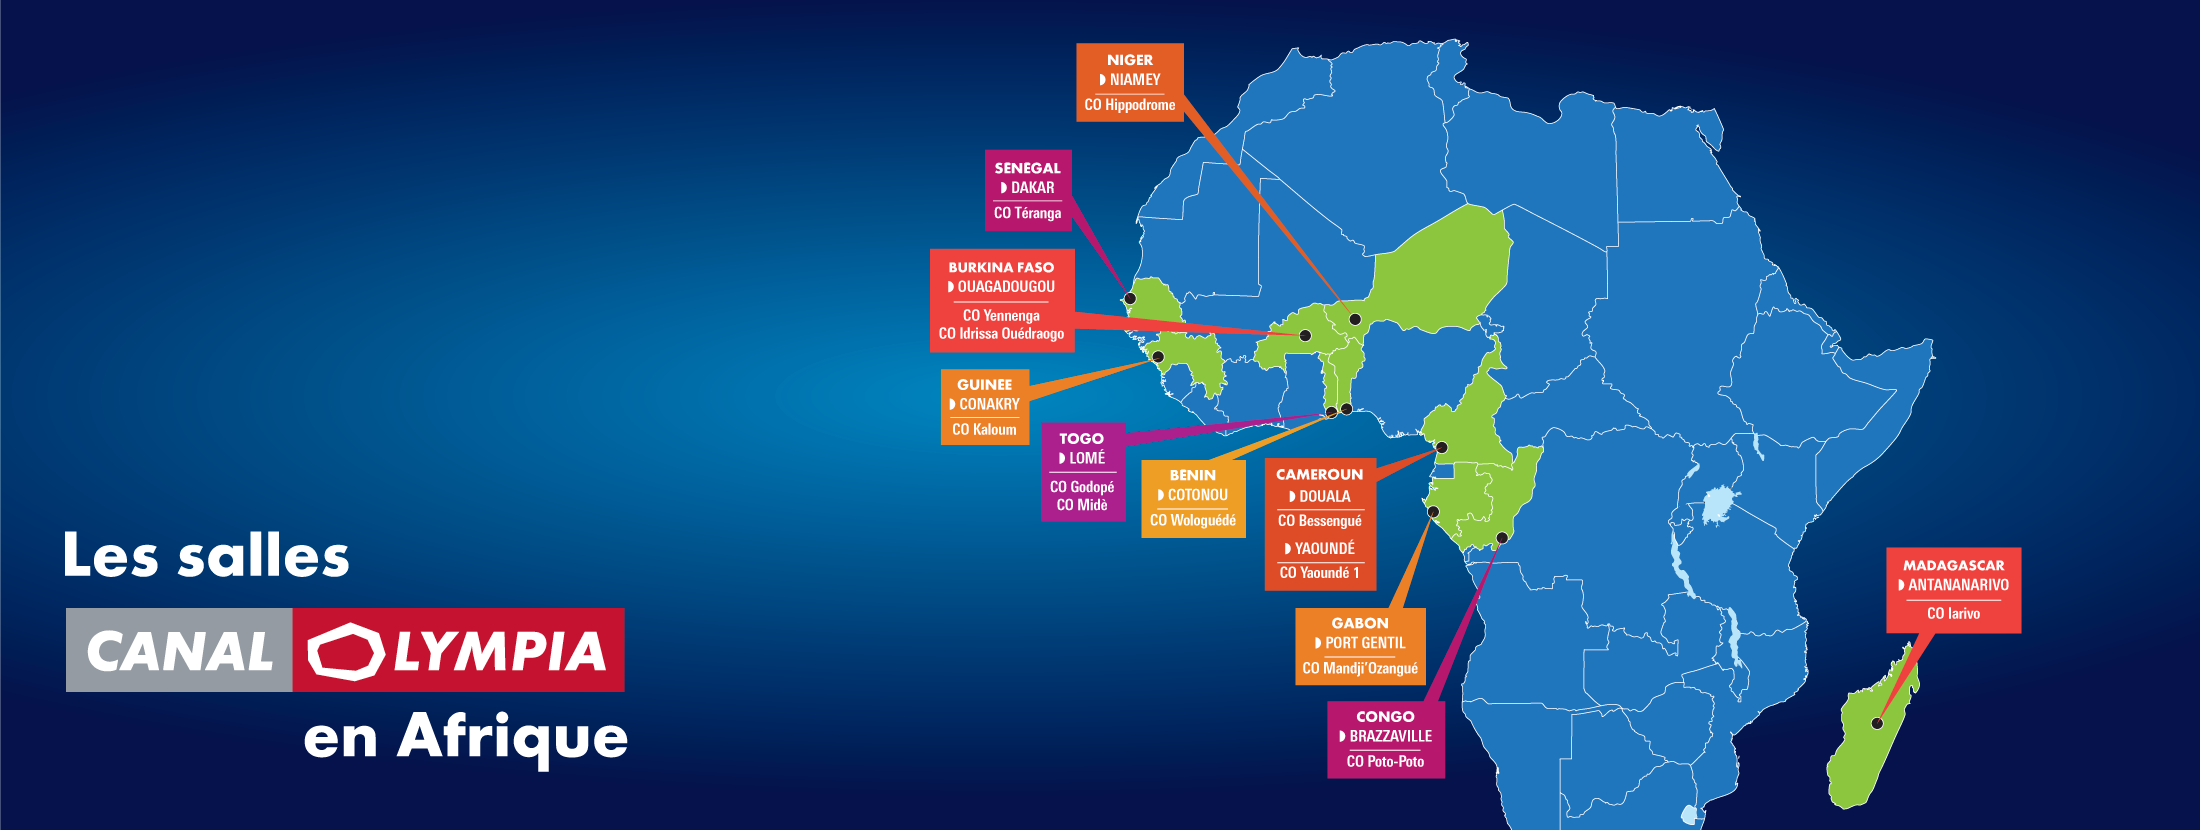 NIGER
NIAMEY
CO Hippodrome
SENEGAL
DAKAR
CO Téranga
BURKINA FASO
OUAGADOUGOU
CO Yennenga
CO Idrissa Ouédraogo
GUINEE
CONAKRY
CO Kaloum
TOGO
LOMÉ
CO Godopé
CO Midè
BENIN
COTONOU
CO Wologuédé
CAMEROUN
DOUALA
CO Bessengué
YAOUNDÉ
CO Yaoundé 1
GABON
PORT GENTIL
CO Mandji'Ozangué
CONGO
BRAZZAVILLE
CO Poto-Poto
MADAGASCAR
ANTANANARIVO
CO Iarivo
Les salles
CANAL OLYMPIA
en Afrique